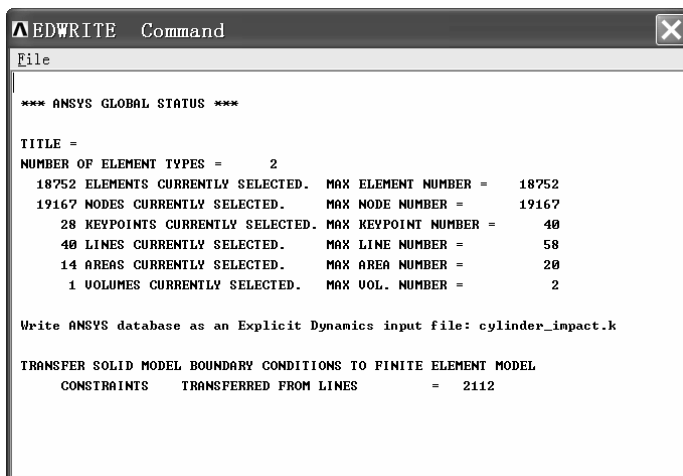 EDWRITE Command
File
*** ANSYS GLOBAL STATUS ***
TITLE =
NUMBER OF ELEMENT TYPES = 2
18752 ELEMENTS CURRENTLY SELECTED. MAX ELEMENT NUMBER = 18752
19167 NODES CURRENTLY SELECTED. MAX NODE NUMBER = 19167
28 KEYPOINTS CURRENTLY SELECTED. MAX KEYPOINT NUMBER = 40
40 LINES CURRENTLY SELECTED. MAX LINE NUMBER = 58
14 AREAS CURRENTLY SELECTED. MAX AREA NUMBER = 20
1 VOLUMES CURRENTLY SELECTED. MAX VOL. NUMBER = 2
Write ANSYS database as an Explicit Dynamics input file: cylinder_impact.k
TRANSFER SOLID MODEL BOUNDARY CONDITIONS TO FINITE ELEMENT MODEL
CONSTRAINTS TRANSFERRED FROM LINES = 2112